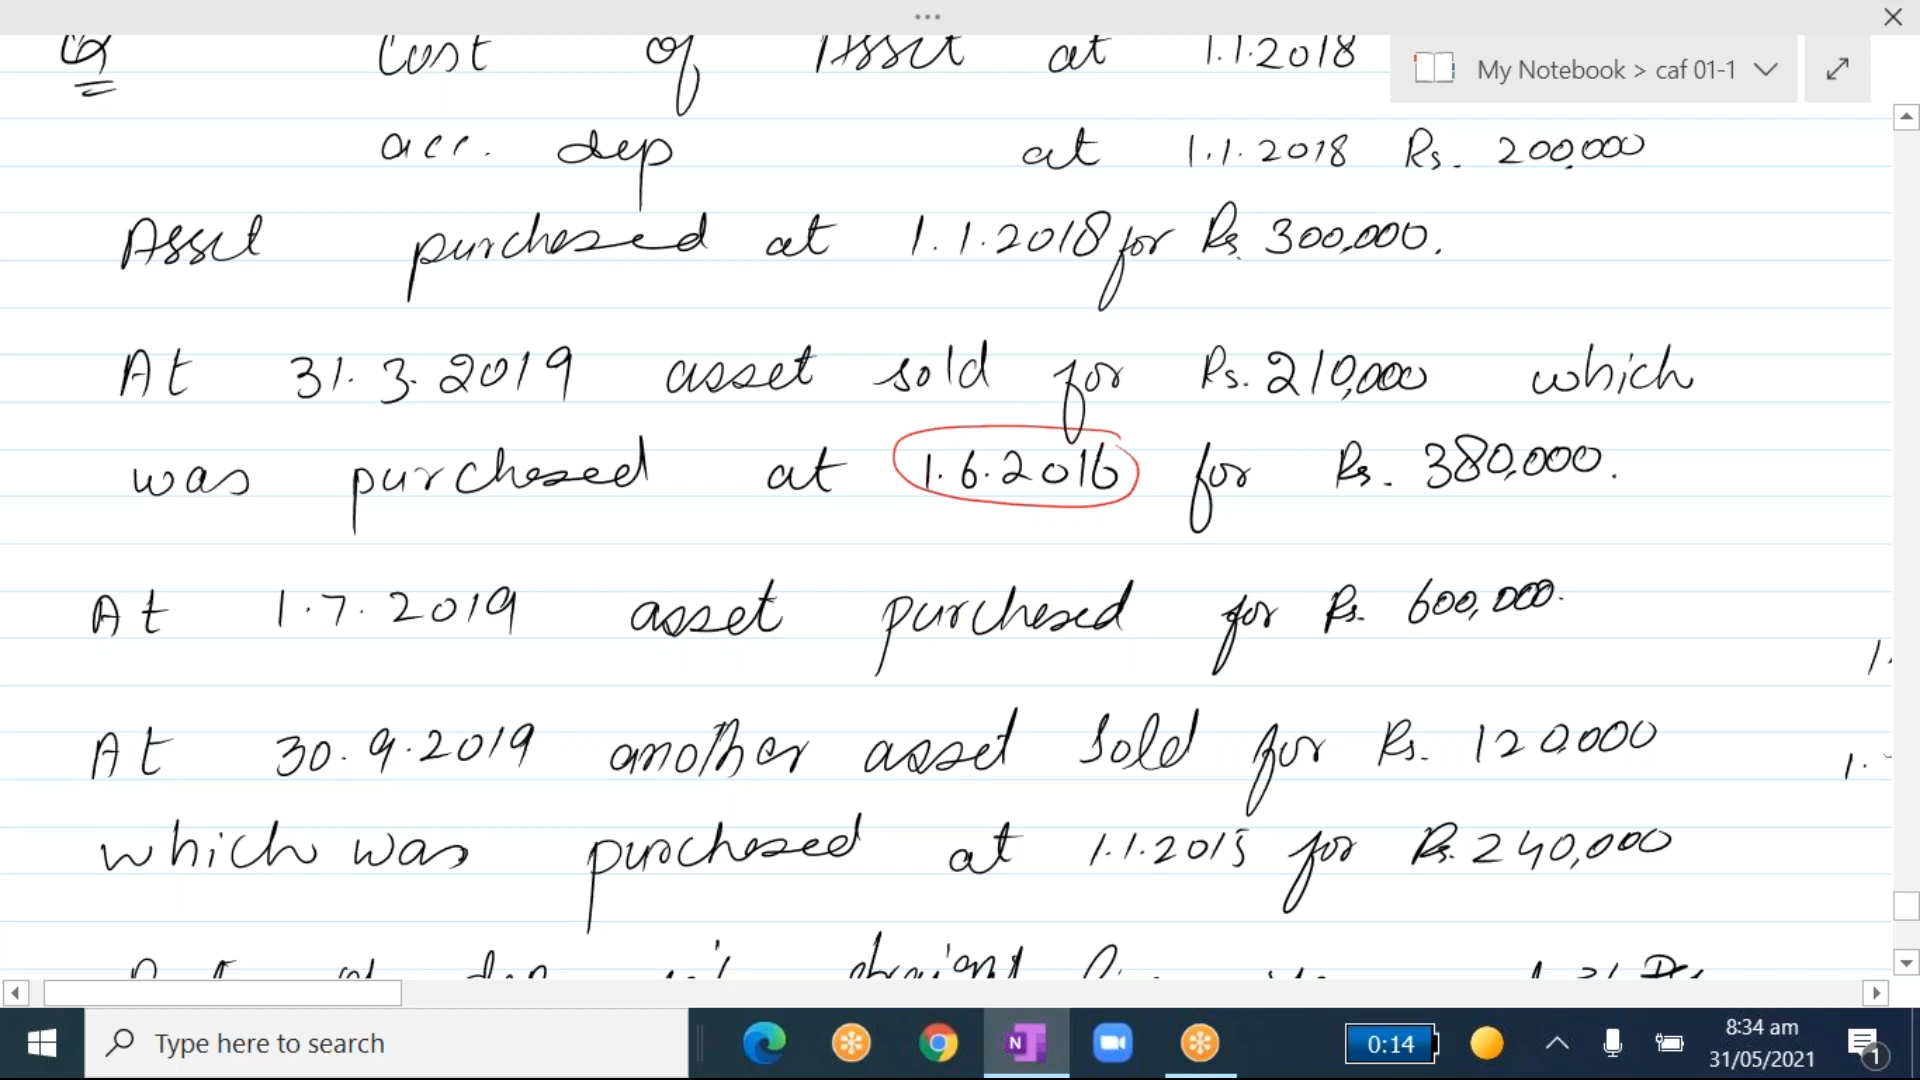 Q Cost of Asset at 1.1.2018
My Notebook > caf 01-1
acc. dep at 1.1.2018 Rs. 200,000
Asset purchased at 1.1.2018 for Rs. 300,000.
At 31.3.2019 asset sold for Rs. 210,000 which
was purchased at 1.6.2016 for Rs. 380,000.
At 1.7.2019 asset purchased for Rs. 600,000.
At 30.9.2019 another asset sold for Rs. 120000
which was purchased at 1.1.2015 for Rs. 240,000
Type here to search
N
0:14
8:34 am
31/05/2021
1